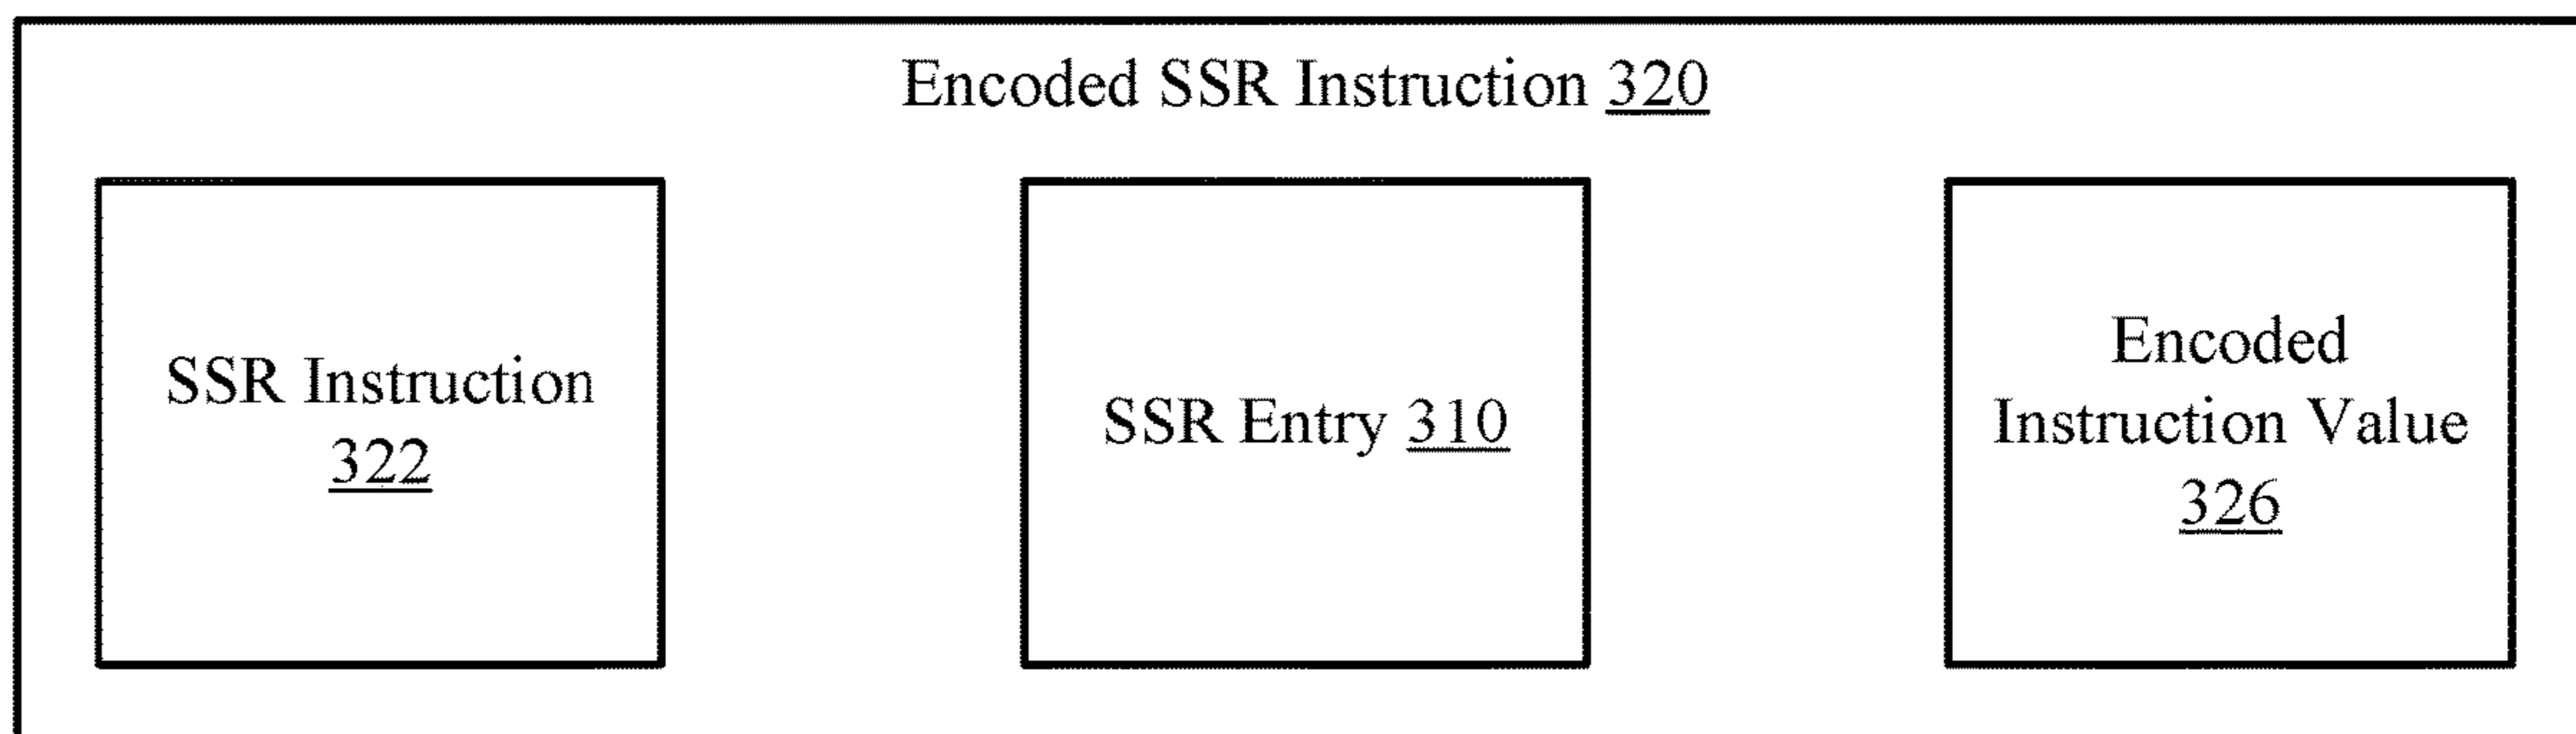 Encoded SSR Instruction 320
SSR Instruction
322
SSR Entry 310
Encoded
Instruction Value
326